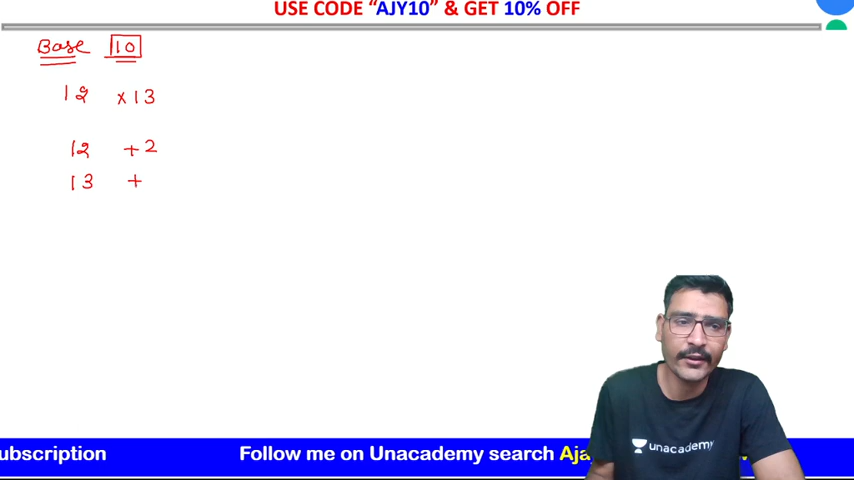 USE CODE “AJY10” & GET 10% OFF
Base 10
12 ×13
12 +2
13 +
unacademy
ubscription Follow me on Unacademy search Aja